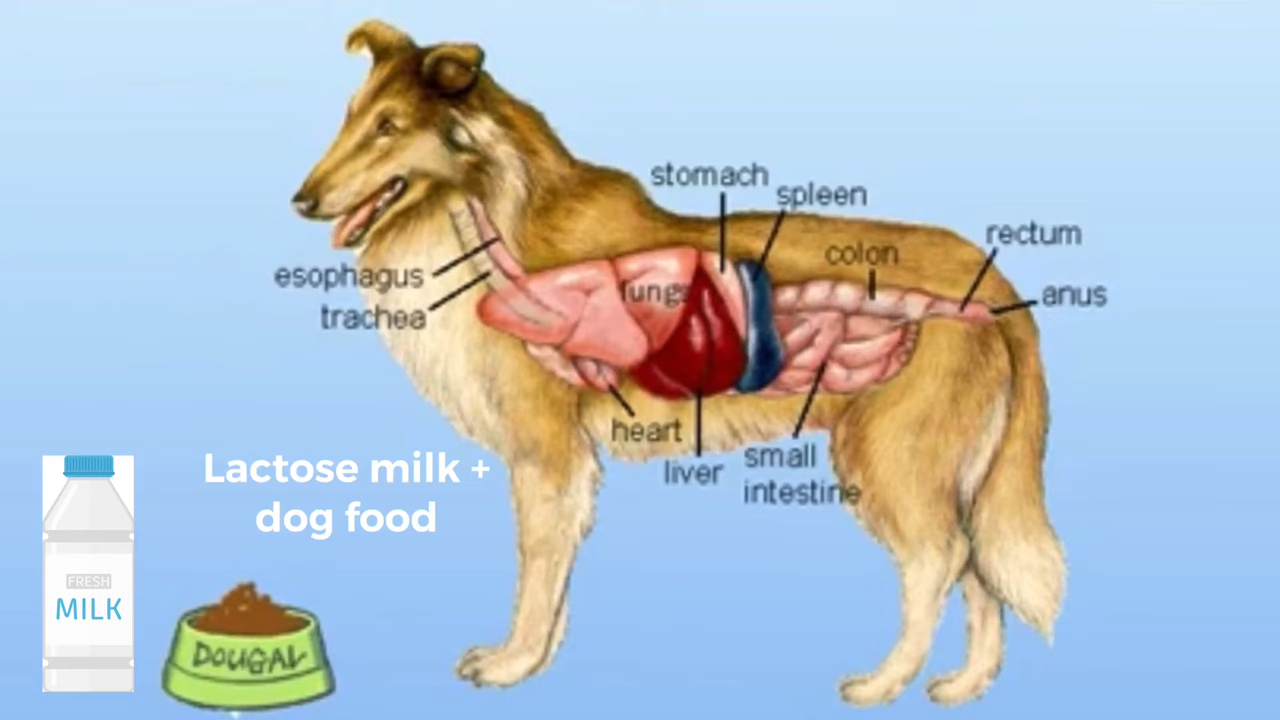 stomach
spleen
rectum
colon
esophagus
lungs
anus
trachea
heart
liver
small
intestine
Lactose milk +
dog food
FRESH
MILK
DOUGAL